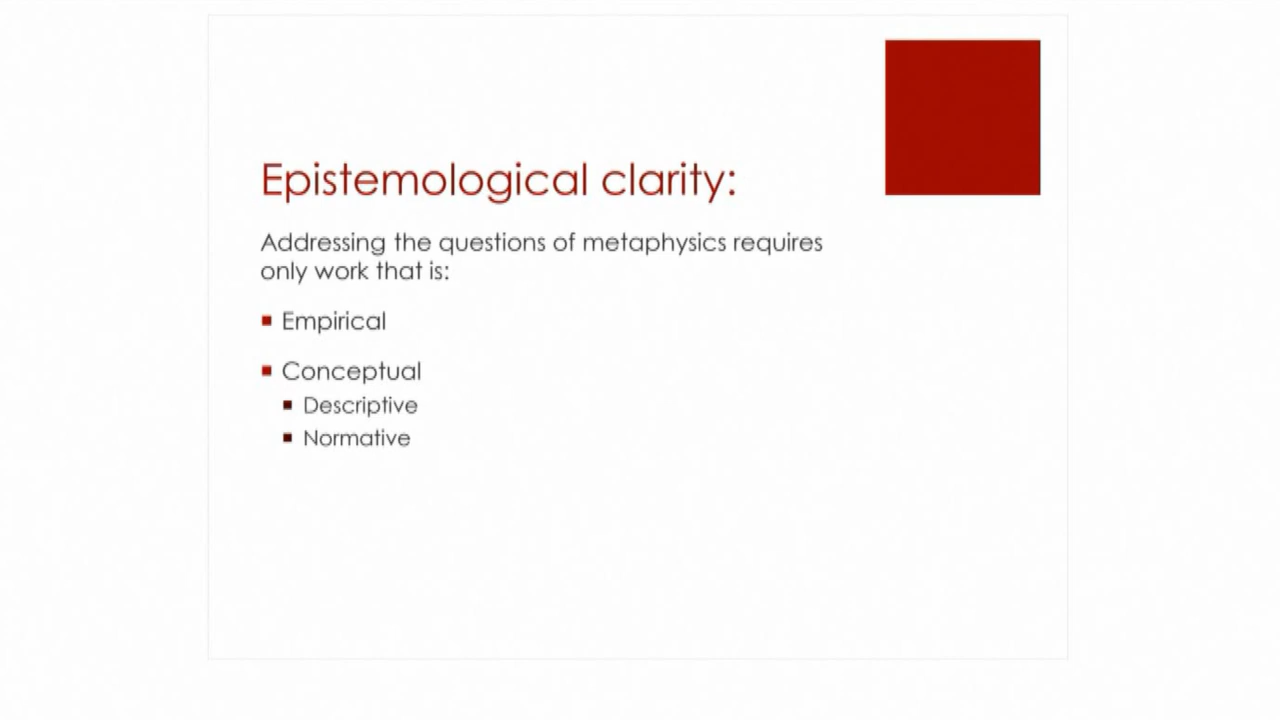 Epistemological clarity:
Addressing the questions of metaphysics requires
only work that is:
Empirical
Conceptual
Descriptive
Normative